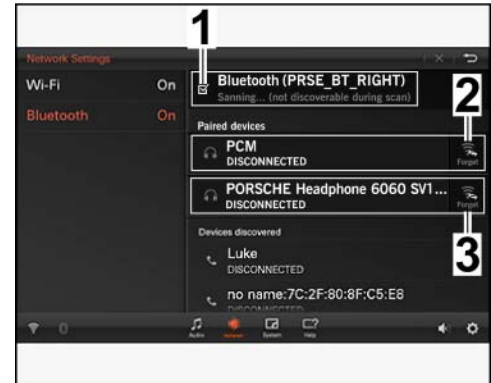 1
Network Settings
Wi-Fi On
Bluetooth (PRSE_BT_RIGHT)
Sanning... (not discoverable during scan)
2
Bluetooth On
Paired devices
PCM
DISCONNECTED
Forget
PORSCHE Headphone 6060 SV1...
DISCONNECTED
Forget
3
Devices discovered
Luke
DISCONNECTED
no name:7C:2F:80:8F:C5:E8
DISCONNECTED
Audio
System
Help